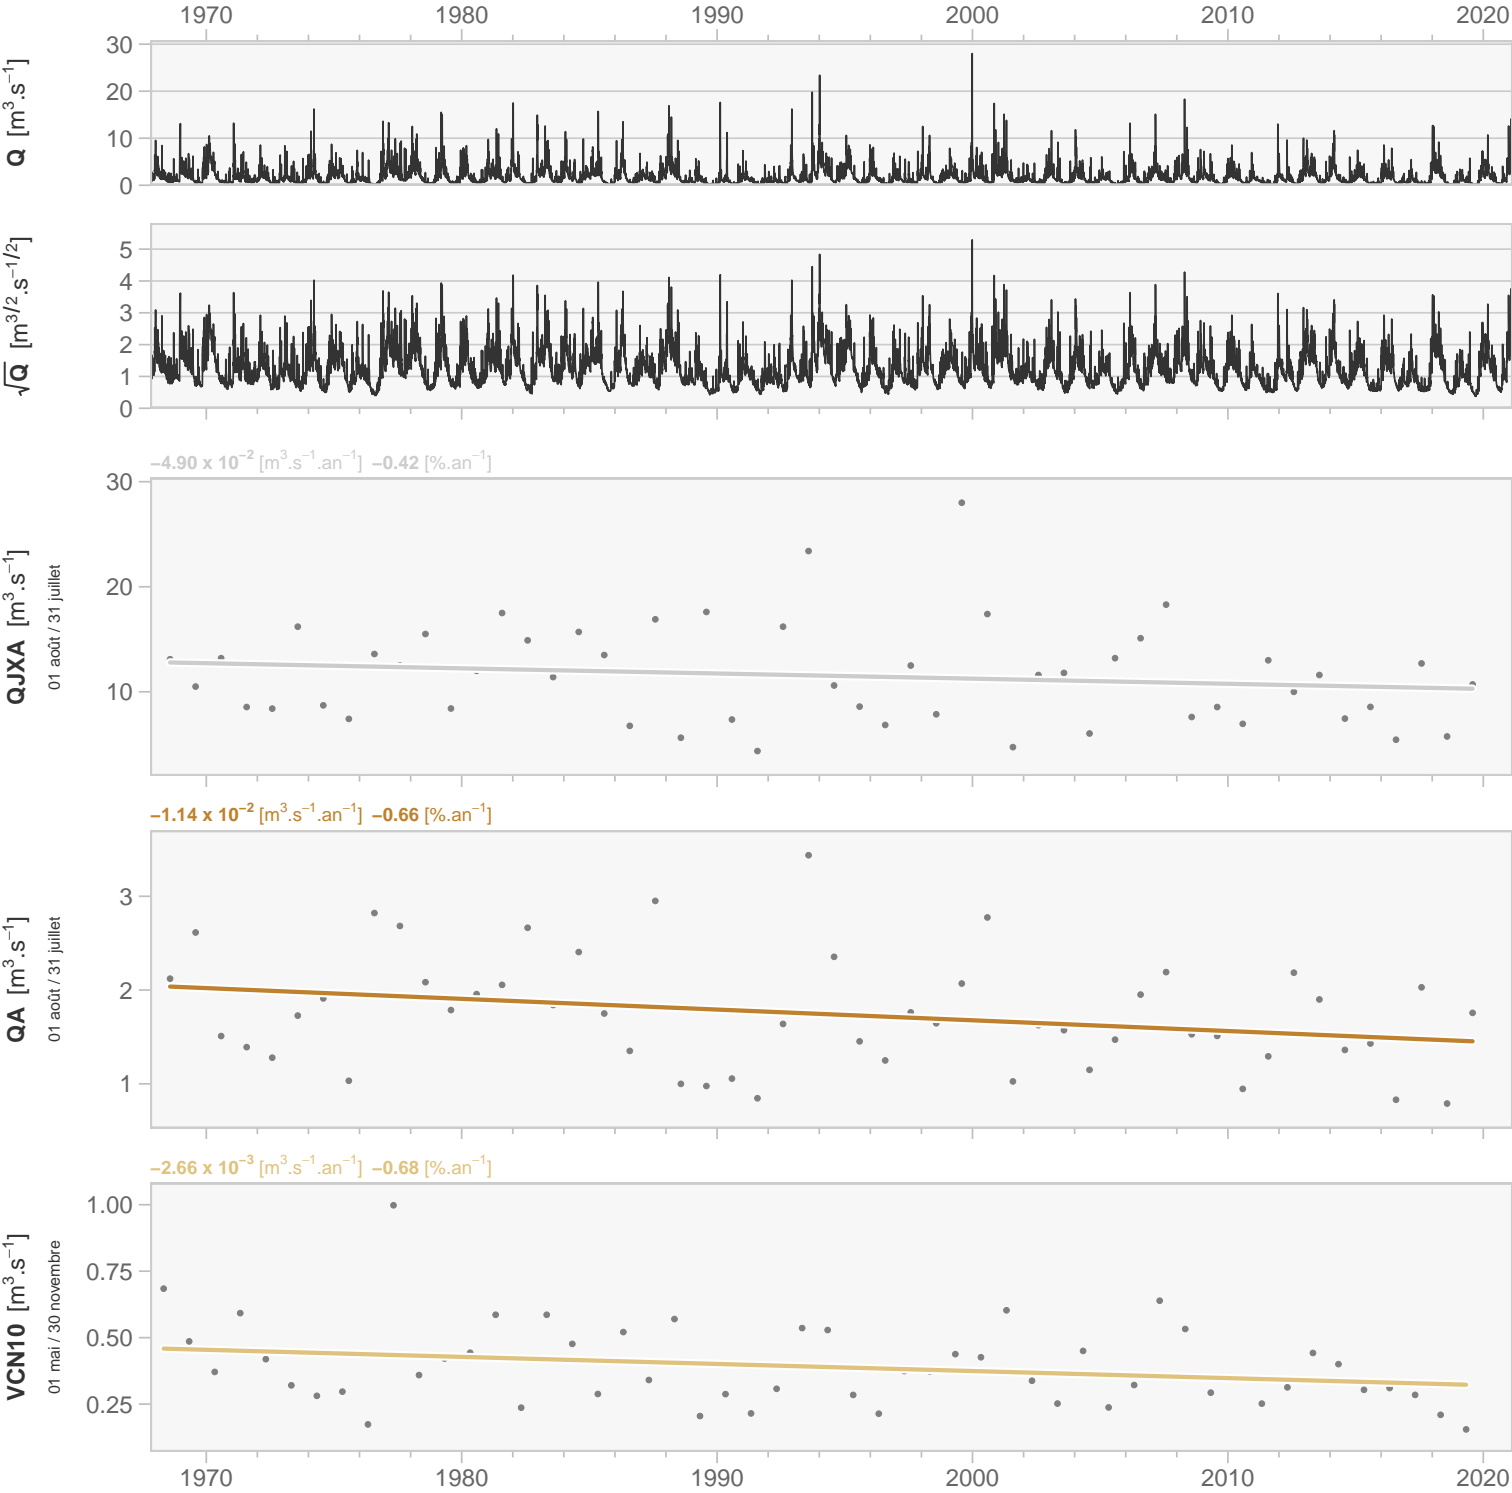 1970 1980 1990 2000 2010 2020
Q [m³.s⁻¹]
30
20
10
0
√Q [m³ᐟ².s⁻¹ᐟ²]
5
4
3
2
1
0
−4.90 x 10⁻² [m³.s⁻¹.an⁻¹] −0.42 [%.an⁻¹]
QJXA [m³.s⁻¹]
01 août / 31 juillet
30
20
10
−1.14 x 10⁻² [m³.s⁻¹.an⁻¹] −0.66 [%.an⁻¹]
QA [m³.s⁻¹]
01 août / 31 juillet
3
2
1
−2.66 x 10⁻³ [m³.s⁻¹.an⁻¹] −0.68 [%.an⁻¹]
VCN10 [m³.s⁻¹]
01 mai / 30 novembre
1.00
0.75
0.50
0.25
1970 1980 1990 2000 2010 2020